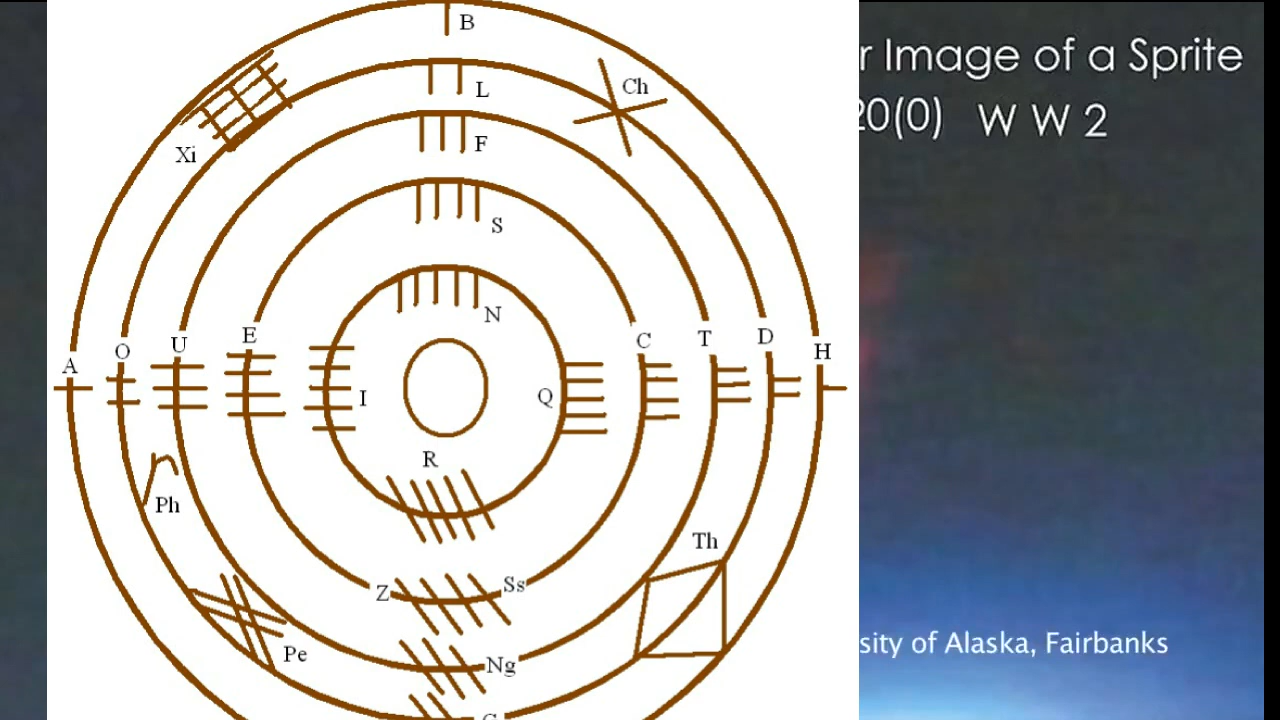 B
r Image of a Sprite
L
Ch
20(0) W W 2
F
Xi
S
N
E
C
T
D
U
O
H
A
I
Q
R
Ph
Th
Z
Ss
Pe
Ng
sity of Alaska, Fairbanks